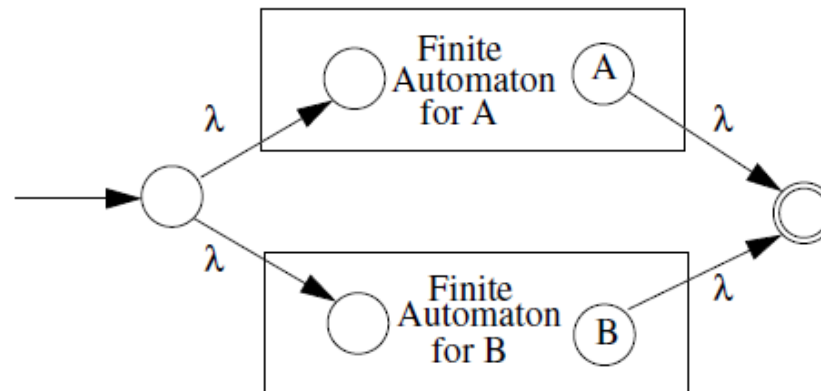 Finite
Automaton
for A
A
λ
λ
λ
λ
Finite
Automaton
for B
B